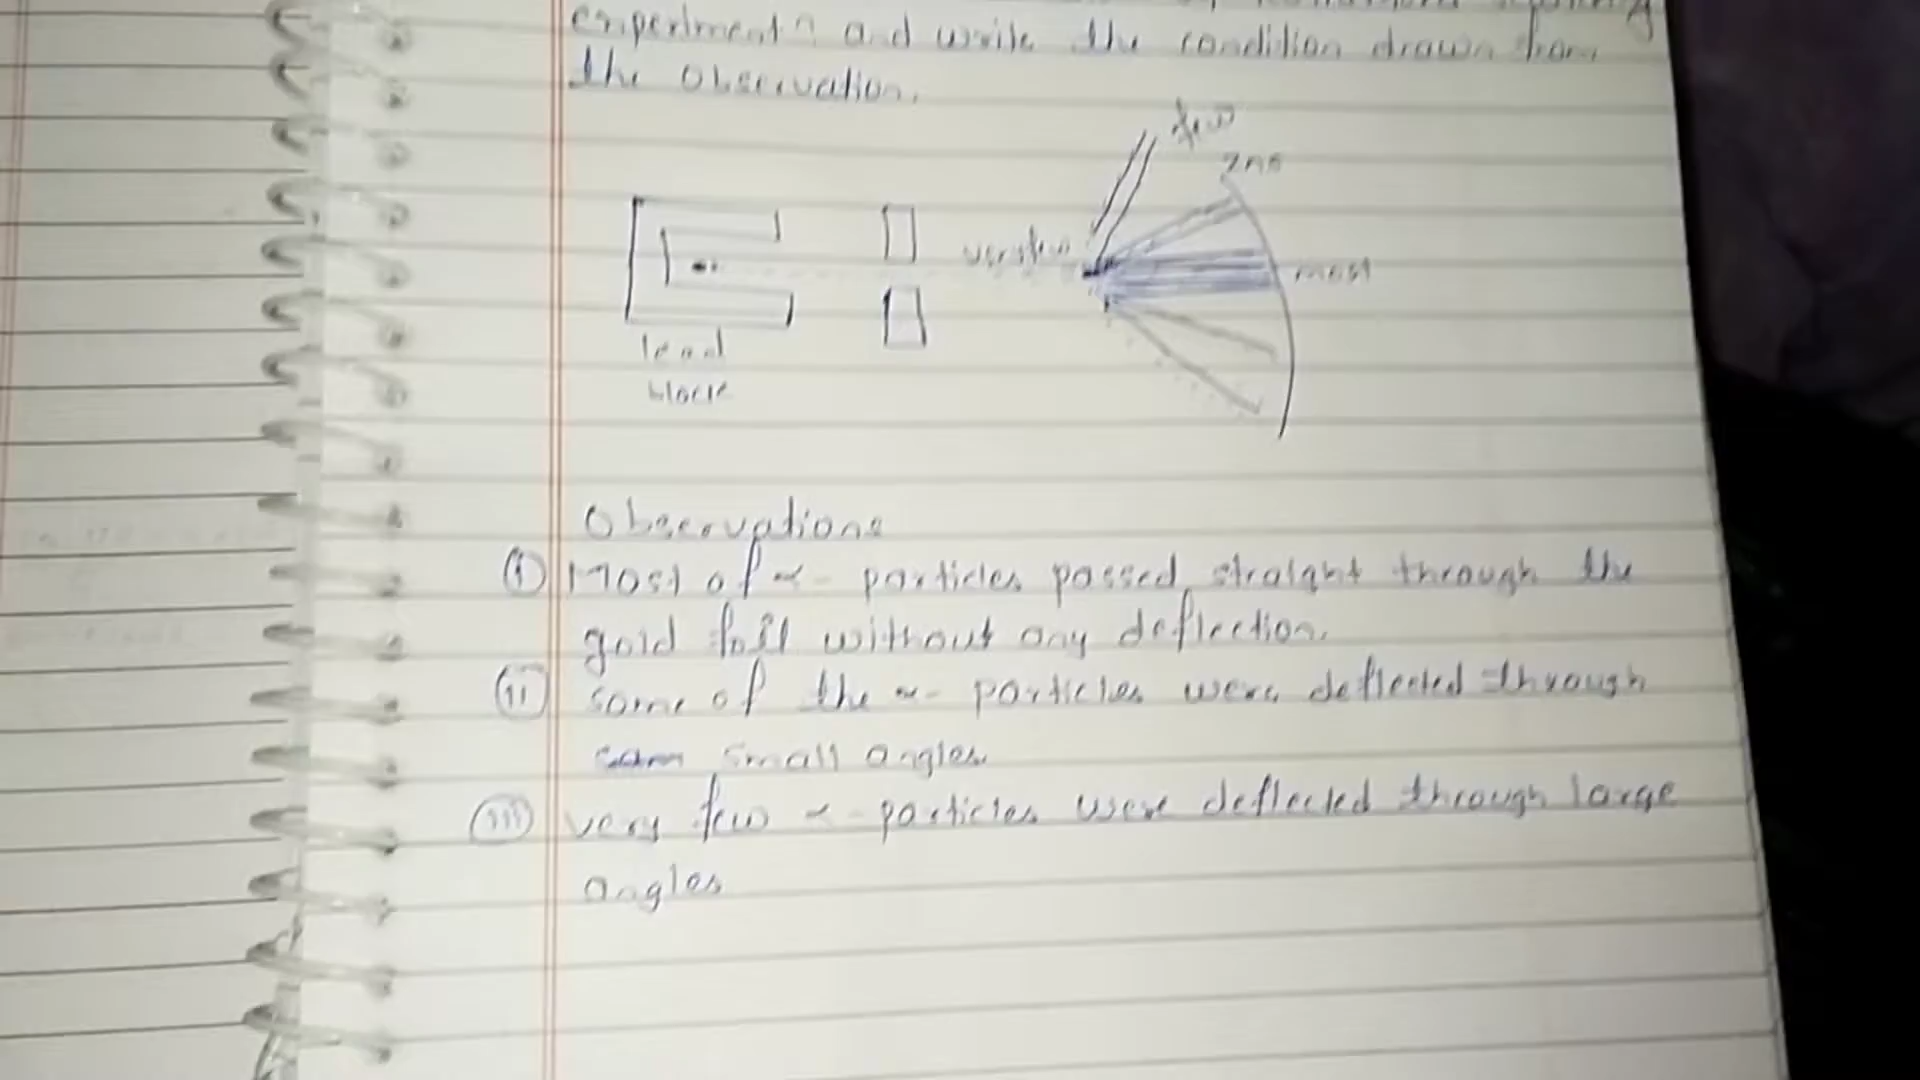 experiment? and write the condition drawn from
the observation.
few
ZnS
very few
most
lead
block
Observations
(i) Most of α- particles passed straight through the
gold foil without any deflection.
(ii) some of the α- particles were deflected through
small angles
(iii) very few α- particles were deflected through large
angles